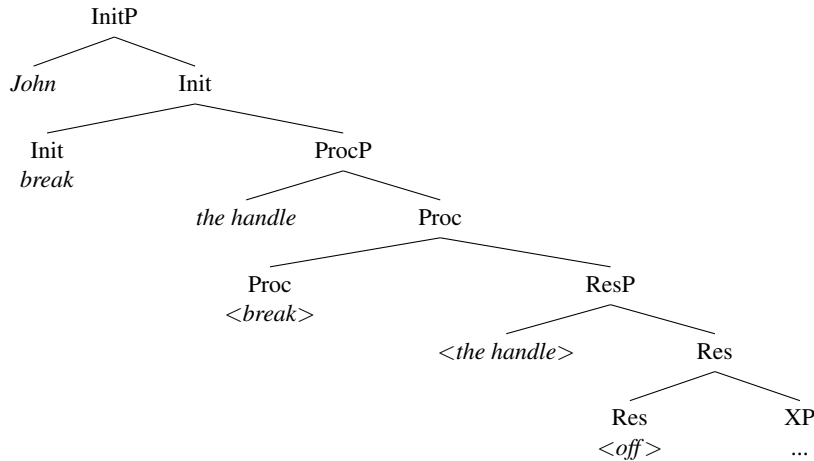 InitP
John Init
Init ProcP
break
the handle Proc
Proc ResP
<break>
<the handle> Res
Res XP
<off> ...